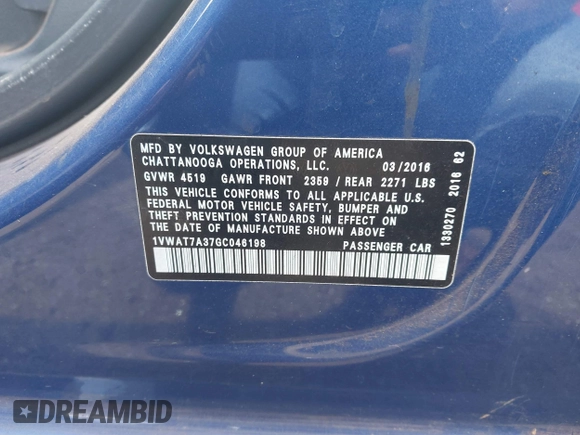 MFD BY VOLKSWAGEN GROUP OF AMERICA
CHATTANOOGA OPERATIONS, LLC. 03/2016
GVWR 4519 GAWR FRONT 2359 / REAR 2271 LBS
THIS VEHICLE CONFORMS TO ALL APPLICABLE U.S.
FEDERAL MOTOR VEHICLE SAFETY, BUMPER AND
THEFT PREVENTION STANDARDS IN EFFECT ON
THE DATE OF MANUFACTURE SHOWN ABOVE
1VWAT7A37GC046198 PASSENGER CAR
1330270 2016 62
DREAMBID